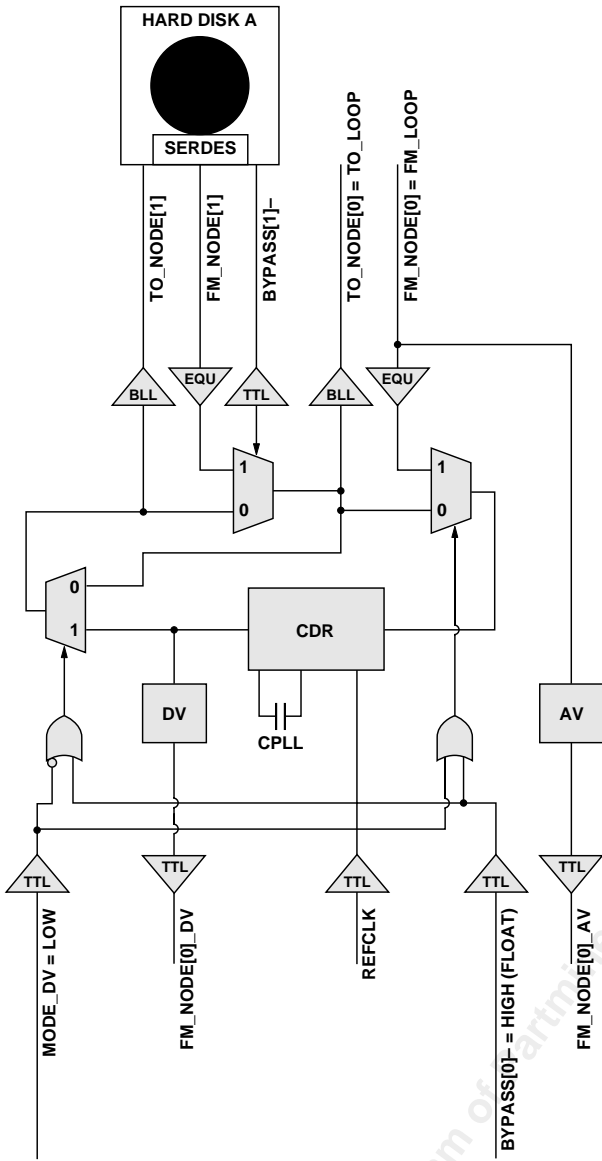 HARD DISK A
SERDES
TO_NODE[1]
FM_NODE[1]
BYPASS[1]–
TO_NODE[0] = TO_LOOP
FM_NODE[0] = FM_LOOP
BLL
EQU
TTL
BLL
EQU
1
0
1
0
0
1
CDR
DV
CPLL
AV
TTL
TTL
TTL
TTL
TTL
MODE_DV = LOW
FM_NODE[0]_DV
REFCLK
BYPASS[0]– = HIGH (FLOAT)
FM_NODE[0]_AV